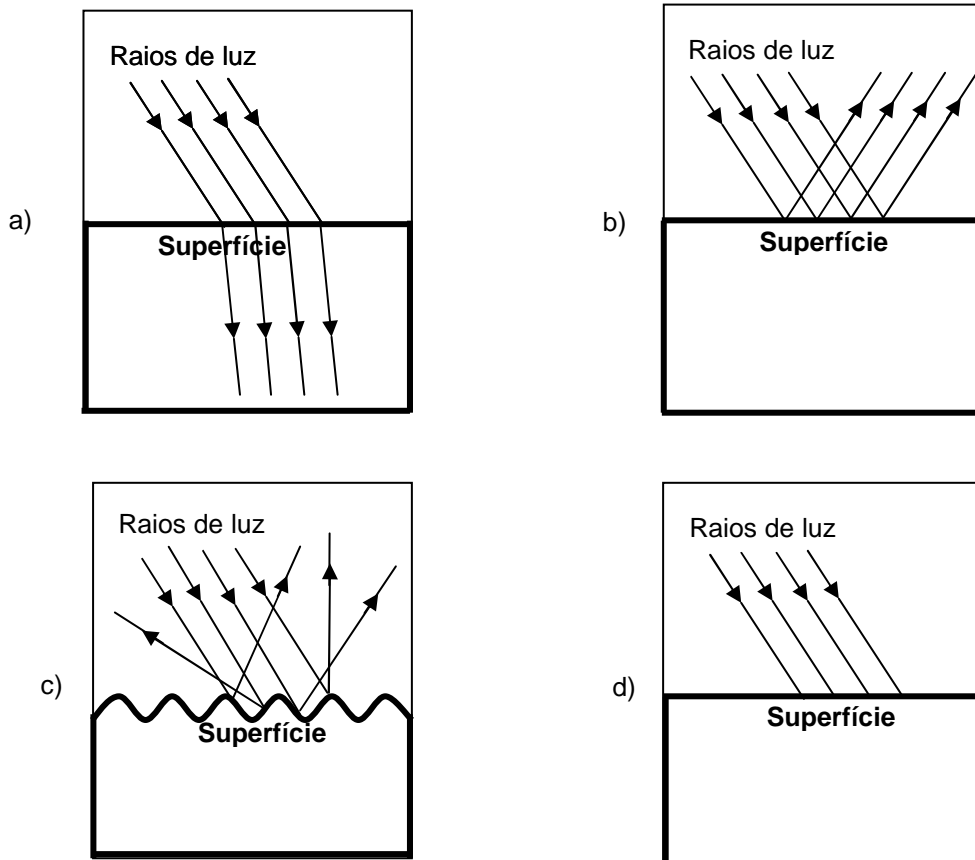 Raios de luz
a)
Superfície
Raios de luz
b)
Superfície
Raios de luz
c)
Superfície
Raios de luz
d)
Superfície